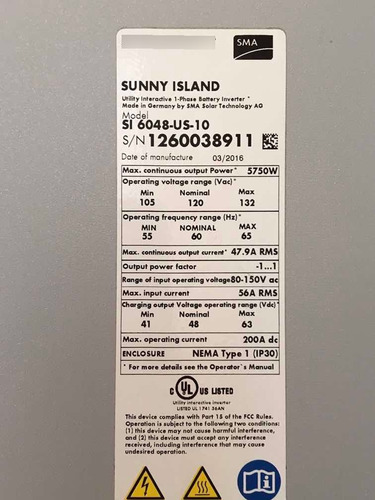 SMA
SUNNY ISLAND
Utility Interactive 1-Phase Battery Inverter *
Made in Germany by SMA Solar Technology AG
Model
SI 6048-US-10
S/N 1260038911
Date of manufacture 03/2016
Max. continuous output Power* 5750W
Operating voltage range (Vac)*
Min Nominal Max
105 120 132
Operating frequency range (Hz)*
MIN NOMINAL MAX
55 60 65
Max. continuous output current* 47.9A RMS
Output power factor -1...1
Range of input operating voltage 80-150V ac
Max. input current 56A RMS
Charging output Voltage operating range (Vdc)*
Min Nominal Max
41 48 63
Max. operating current 200A dc
ENCLOSURE NEMA Type 1 (IP30)
* For more details see the Operator's Manual
C UL US LISTED
Utility interactive inverter
LISTED UL 1741 36AN
This device complies with Part 15 of the FCC Rules.
Operation is subject to the following two conditions:
(1) this device may not cause harmful interference,
and (2) this device must accept any interference
received, including interference that may cause
undesired operation.